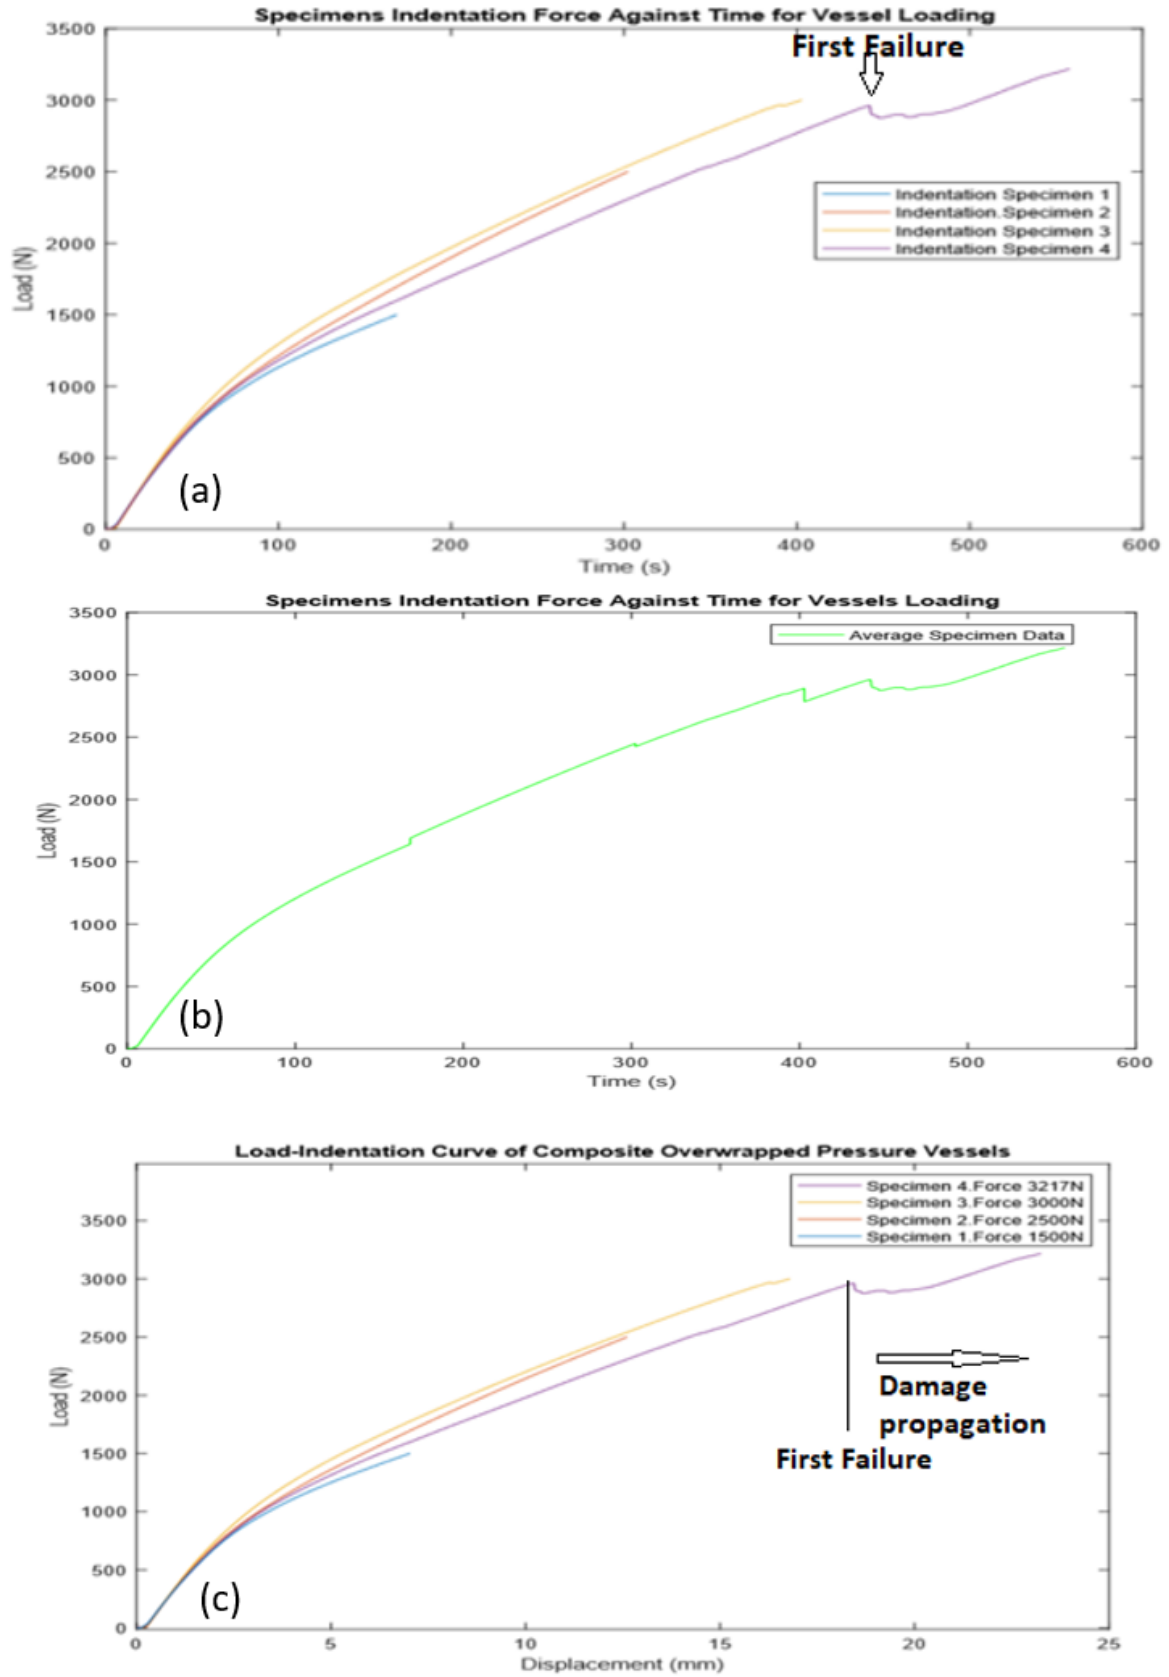 Specimens Indentation Force Against Time for Vessel Loading
3500
First Failure
3000
2500
Indentation Specimen 1
Indentation.Specimen 2
Indentation Specimen 3
Indentation Specimen 4
2000
Load (N)
1500
1000
500
(a)
0
0 100 200 300 400 500 600
Time (s)
Specimens Indentation Force Against Time for Vessels Loading
3500
Average Specimen Data
3000
2500
2000
Load (N)
1500
1000
500
(b)
0
0 100 200 300 400 500 600
Time (s)
Load-Indentation Curve of Composite Overwrapped Pressure Vessels
Specimen 4.Force 3217N
Specimen 3.Force 3000N
Specimen 2.Force 2500N
Specimen 1.Force 1500N
3500
3000
2500
Damage
propagation
2000
Load (N)
First Failure
1500
1000
500
(c)
0
0 5 10 15 20 25
Displacement (mm)